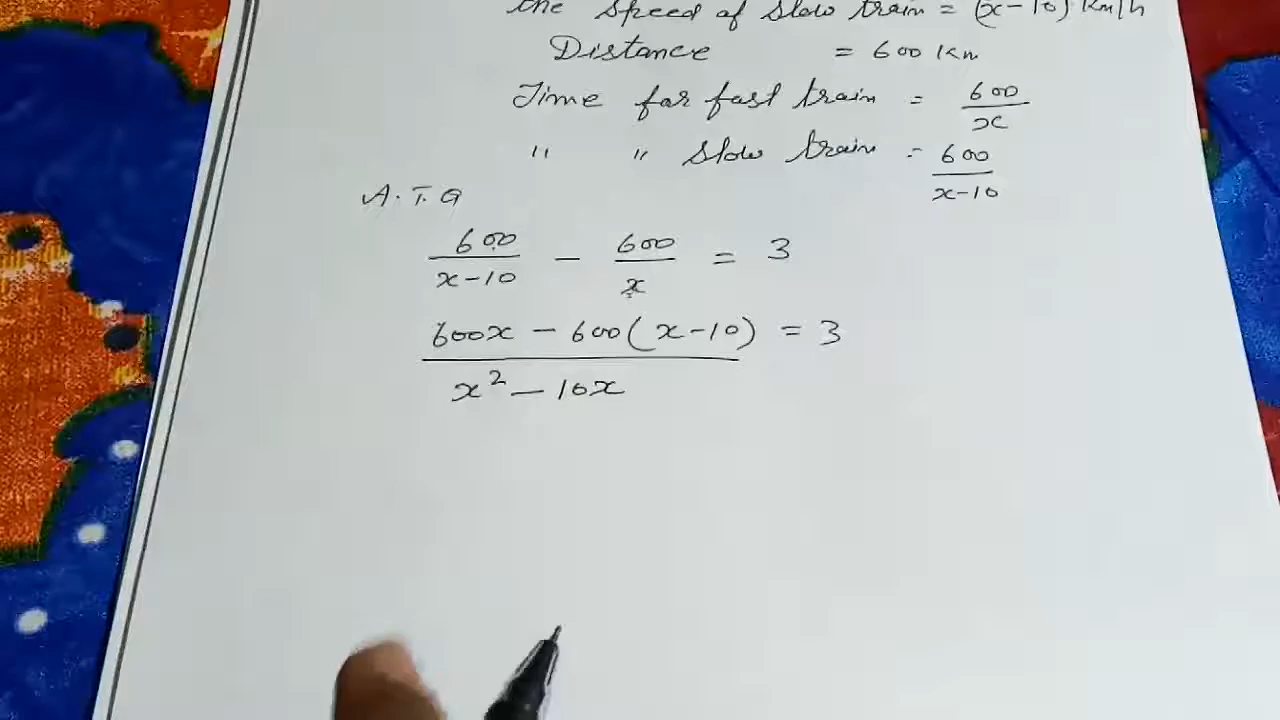 the speed of slow train = (x-10) Km/h
Distance = 600 Km
Time for fast train = 600/x
" " slow train = 600/(x-10)
A.T.Q
600/(x-10) - 600/x = 3
(600x - 600(x-10))/(x² - 10x) = 3